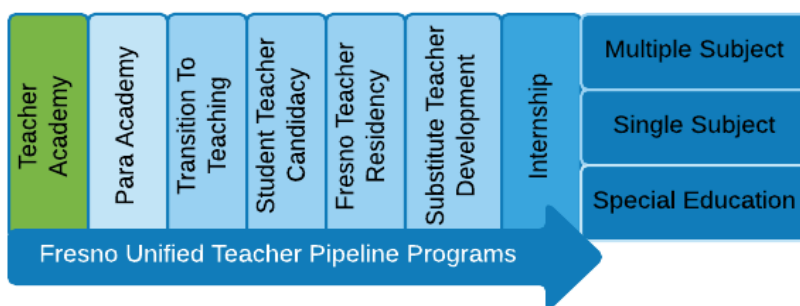 Teacher
Academy
Para Academy
Transition To
Teaching
Student Teacher
Candidacy
Fresno Teacher
Residency
Substitute Teacher
Development
Internship
Multiple Subject
Single Subject
Special Education
Fresno Unified Teacher Pipeline Programs